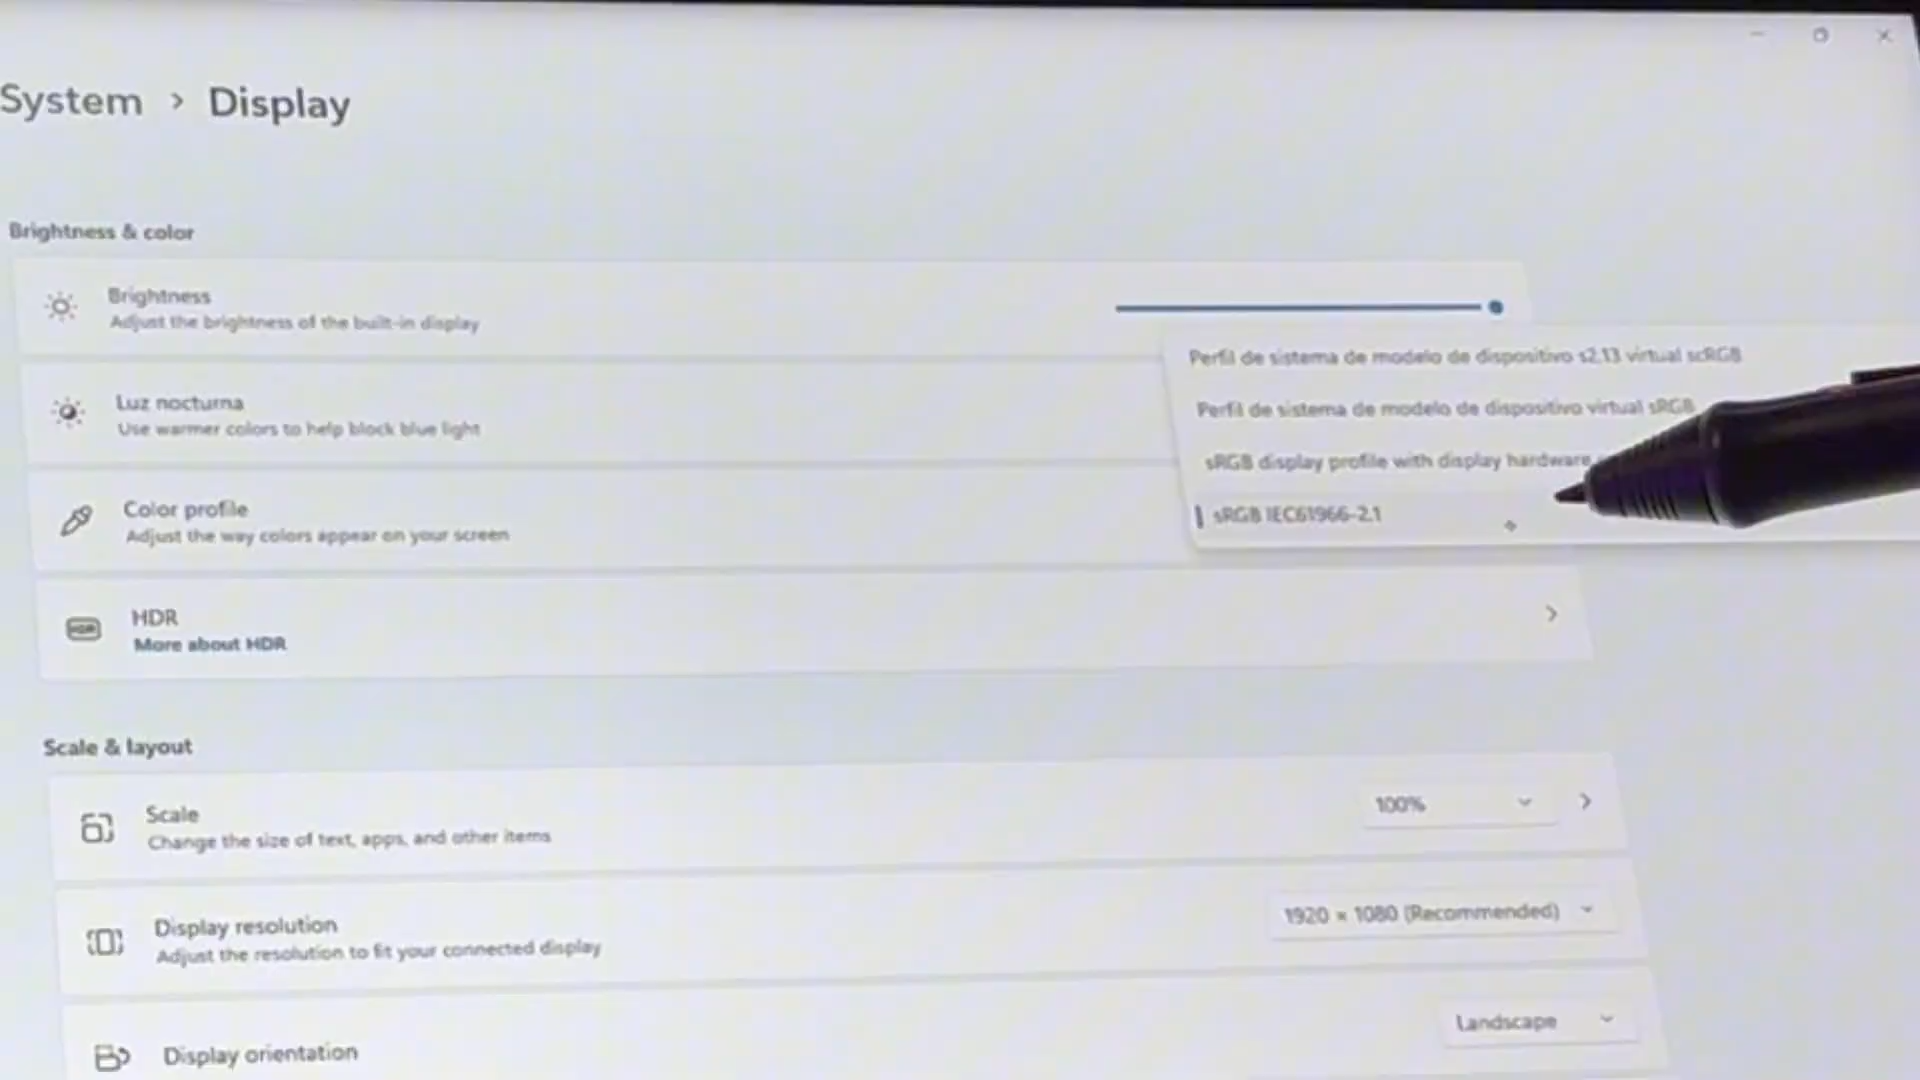 System > Display
Brightness & color
Brightness
Adjust the brightness of the built-in display
Perfil de sistema de modelo de dispositivo s2.13 virtual scRGB
Luz nocturna
Use warmer colors to help block blue light
Perfil de sistema de modelo de dispositivo virtual sRGB
sRGB display profile with display hardware
Color profile
Adjust the way colors appear on your screen
sRGB IEC61966-2.1
HDR
HDR
More about HDR
Scale & layout
Scale
Change the size of text, apps, and other items
100%
Display resolution
Adjust the resolution to fit your connected display
1920 × 1080 (Recommended)
Display orientation
Landscape